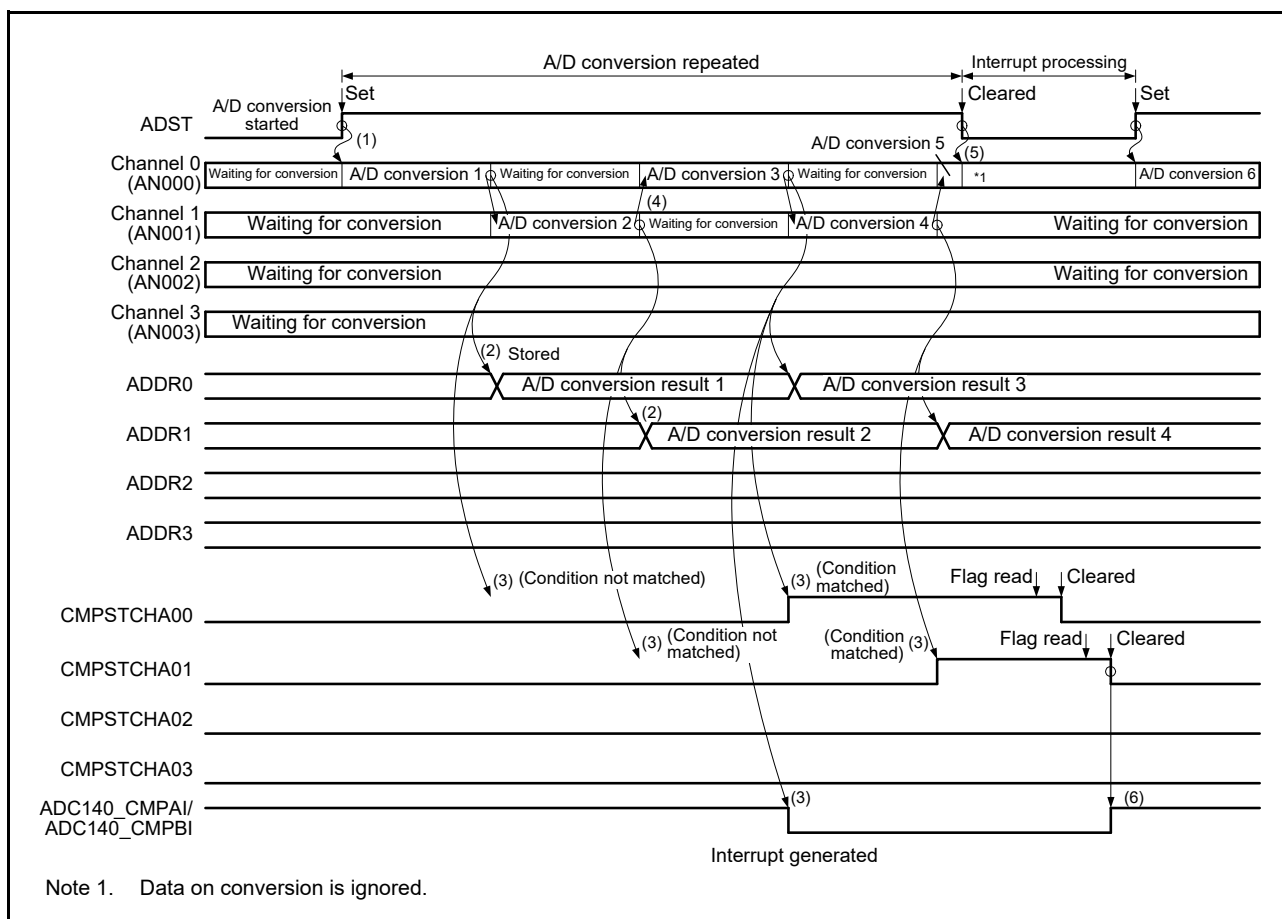 A/D conversion repeated
Interrupt processing
Set
Cleared
Set
A/D conversion
started
ADST
(1)
A/D conversion 5
(5)
Channel 0
(AN000)
Waiting for conversion
A/D conversion 1
Waiting for conversion
A/D conversion 3
Waiting for conversion
*1
A/D conversion 6
(4)
Channel 1
(AN001)
Waiting for conversion
A/D conversion 2
Waiting for conversion
A/D conversion 4
Waiting for conversion
Channel 2
(AN002)
Waiting for conversion
Waiting for conversion
Channel 3
(AN003)
Waiting for conversion
(2) Stored
ADDR0
A/D conversion result 1
A/D conversion result 3
(2)
ADDR1
A/D conversion result 2
A/D conversion result 4
ADDR2
ADDR3
(3) (Condition not matched)
(3) (Condition
matched)
Flag read
Cleared
CMPSTCHA00
(3) (Condition not
matched)
(Condition (3)
matched)
Flag read
Cleared
CMPSTCHA01
CMPSTCHA02
CMPSTCHA03
ADC140_CMPAI/
ADC140_CMPBI
(3)
(6)
Interrupt generated
Note 1. Data on conversion is ignored.